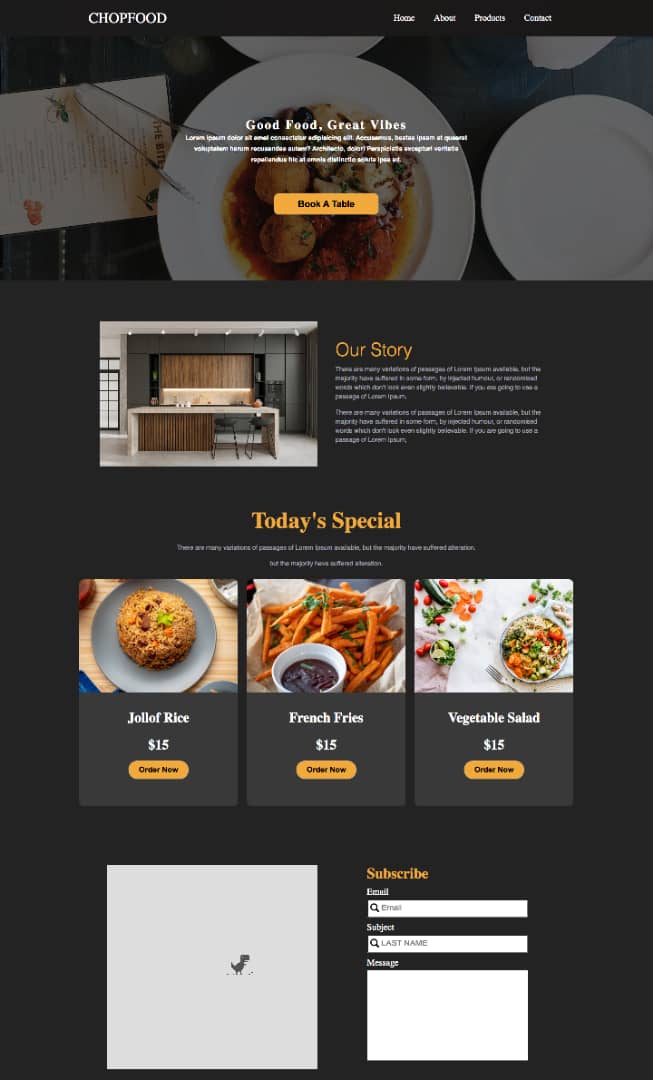 CHOPFOOD
Home About Products Contact
Good Food, Great Vibes
Lorem ipsum dolor sit amet consectetur adipisicing elit. Accusamus, beatae ipsam at quaerat
voluptatem harum recusandae autem? Architecto, dolor! Perspiciatis excepturi veritatis
repellendus hic at omnis distinctio soluta ipsa ad.
Book A Table
Our Story
There are many variations of passages of Lorem Ipsum available, but the
majority have suffered in some form, by injected humour, or randomised
words which don't look even slightly believable. If you are going to use a
passage of Lorem Ipsum,
There are many variations of passages of Lorem Ipsum available, but the
majority have suffered in some form, by injected humour, or randomised
words which don't look even slightly believable. If you are going to use a
passage of Lorem Ipsum,
Today's Special
There are many variations of passages of Lorem Ipsum available, but the majority have suffered alteration.
but the majority have suffered alteration.
Jollof Rice
$15
Order Now
French Fries
$15
Order Now
Vegetable Salad
$15
Order Now
Subscribe
Email
Email
Subject
LAST NAME
Message